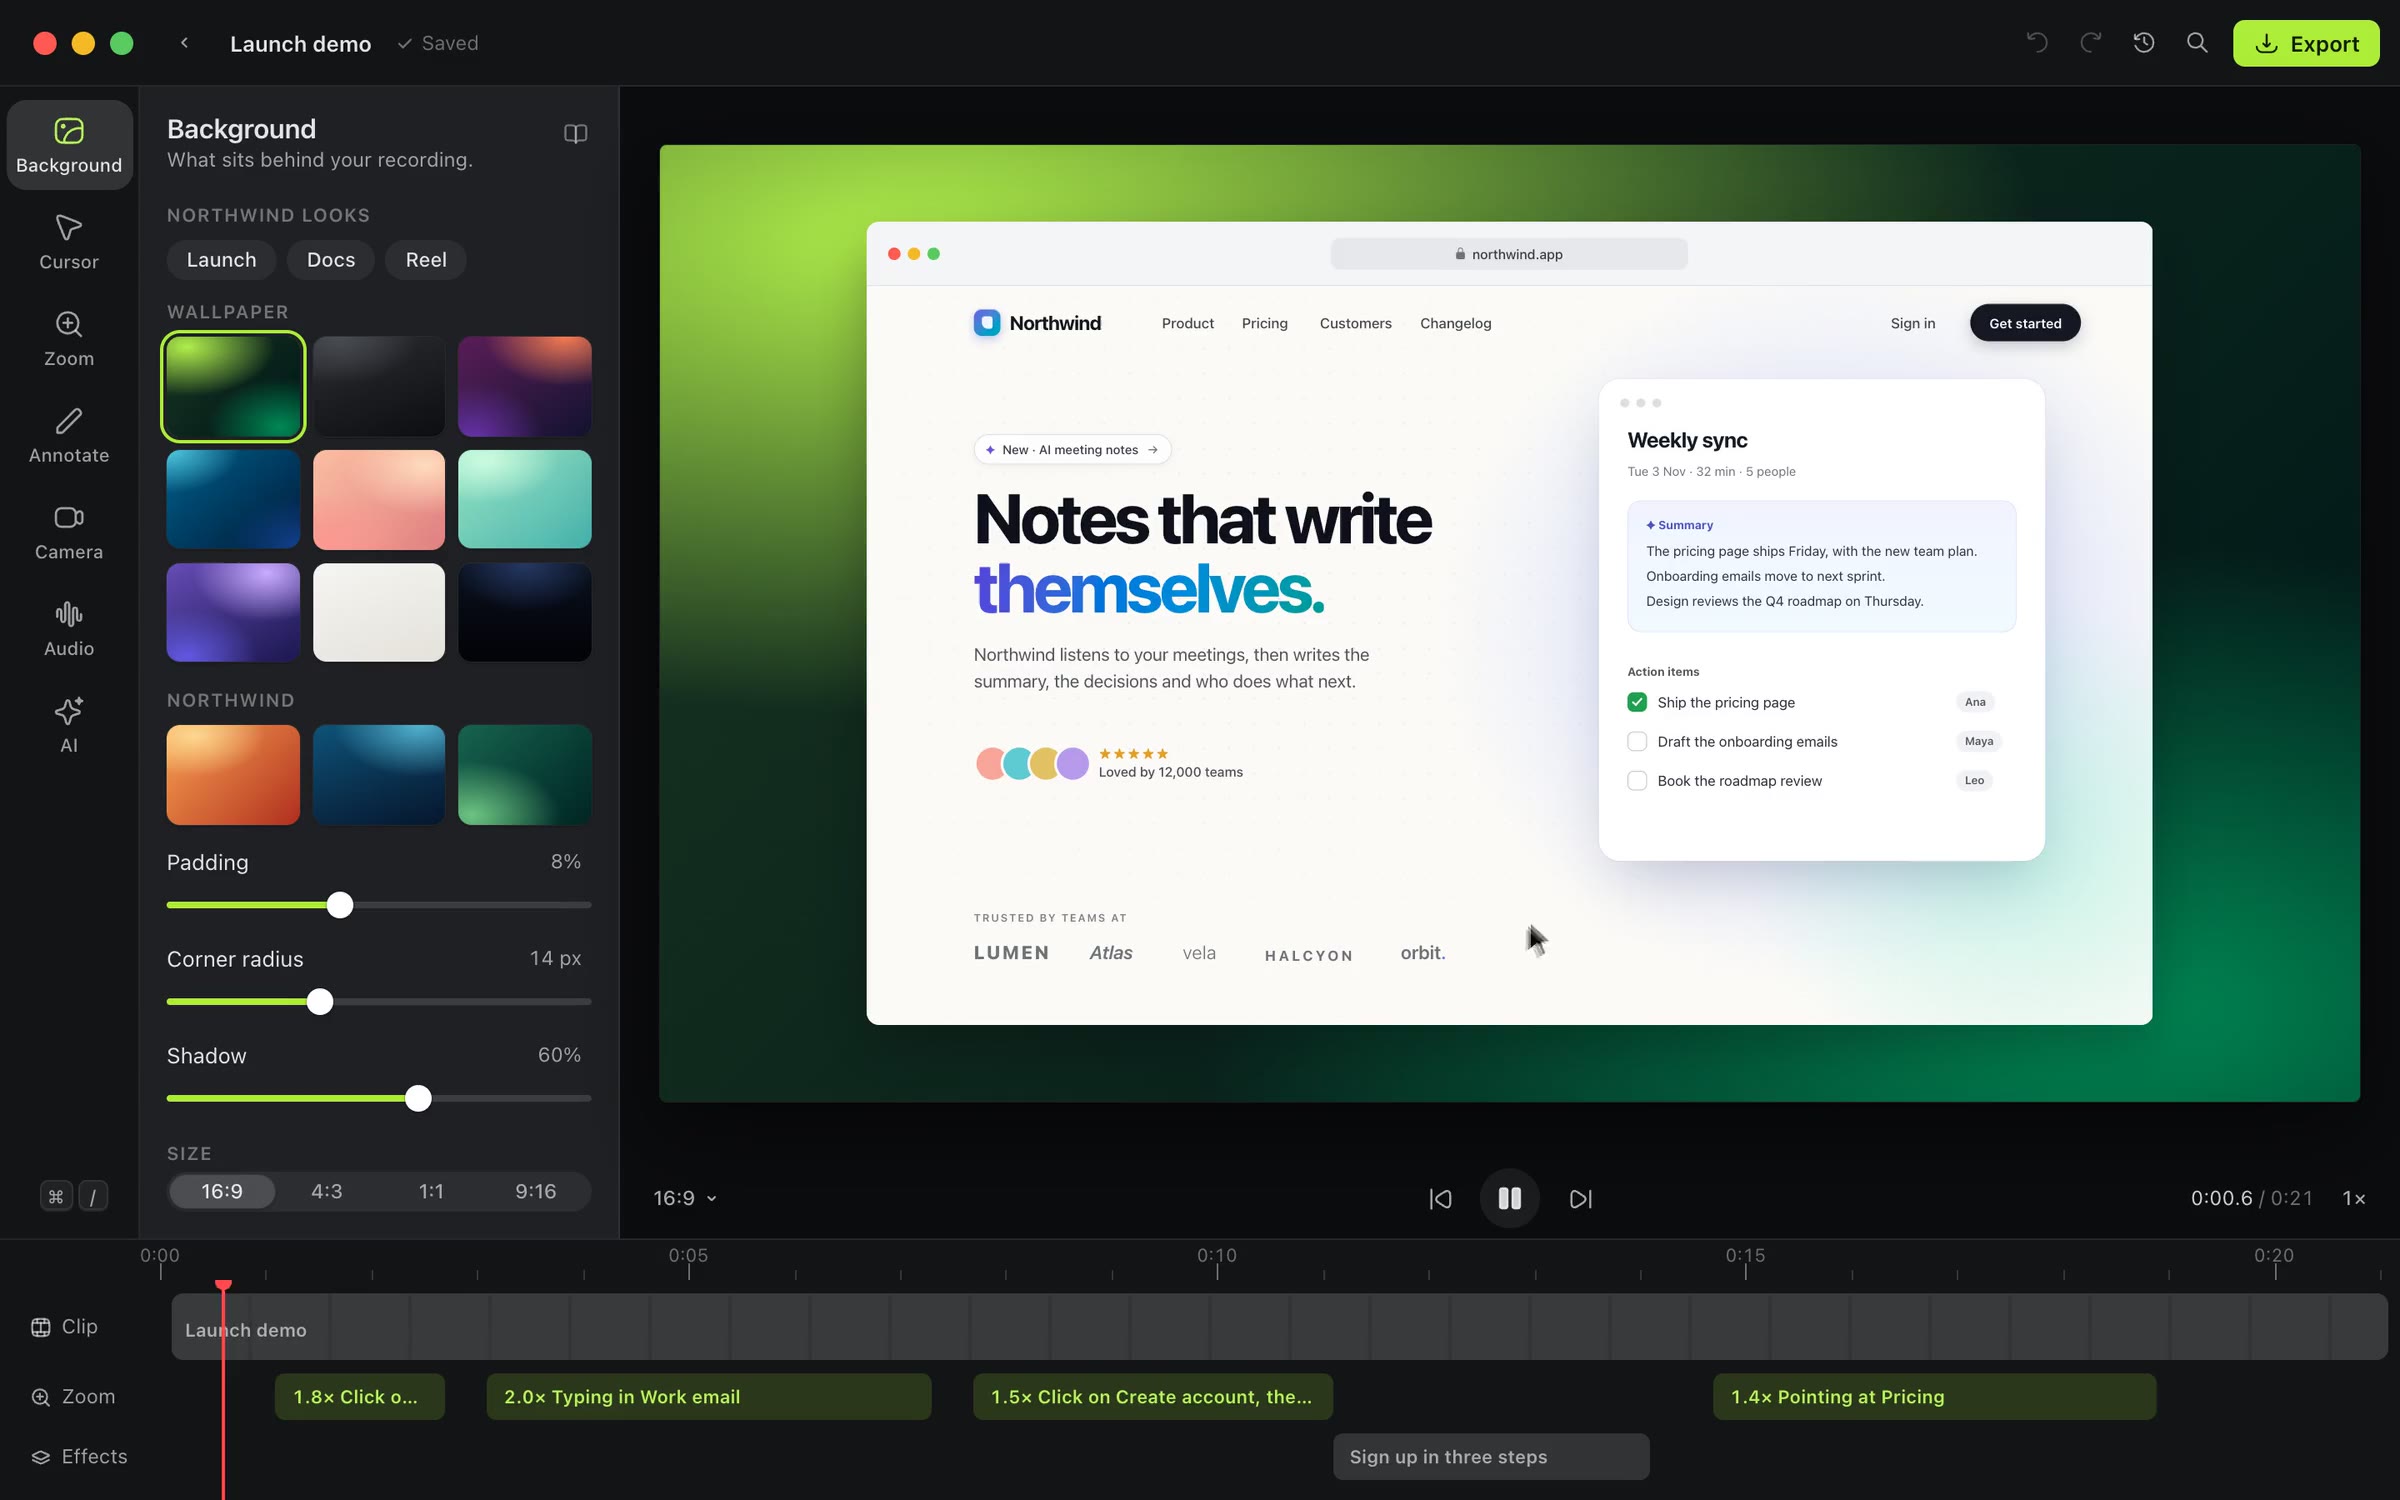 Launch demo
Saved
Export
Background
Cursor
Zoom
Annotate
Camera
Audio
AI
⌘ /
Background
What sits behind your recording.
NORTHWIND LOOKS
Launch Docs Reel
WALLPAPER
NORTHWIND
Padding 8%
Corner radius 14 px
Shadow 60%
SIZE
16:9 4:3 1:1 9:16
northwind.app
Northwind Product Pricing Customers Changelog Sign in Get started
New · AI meeting notes →
Notes that write
themselves.
Northwind listens to your meetings, then writes the
summary, the decisions and who does what next.
★★★★★
Loved by 12,000 teams
TRUSTED BY TEAMS AT
LUMEN Atlas vela HALCYON orbit.
Weekly sync
Tue 3 Nov · 32 min · 5 people
Summary
The pricing page ships Friday, with the new team plan.
Onboarding emails move to next sprint.
Design reviews the Q4 roadmap on Thursday.
Action items
Ship the pricing page Ana
Draft the onboarding emails Maya
Book the roadmap review Leo
16:9
0:00.6 / 0:21 1×
0:00 0:05 0:10 0:15 0:20
Clip
Launch demo
Zoom
1.8× Click o... 2.0× Typing in Work email 1.5× Click on Create account, the... 1.4× Pointing at Pricing
Effects
Sign up in three steps